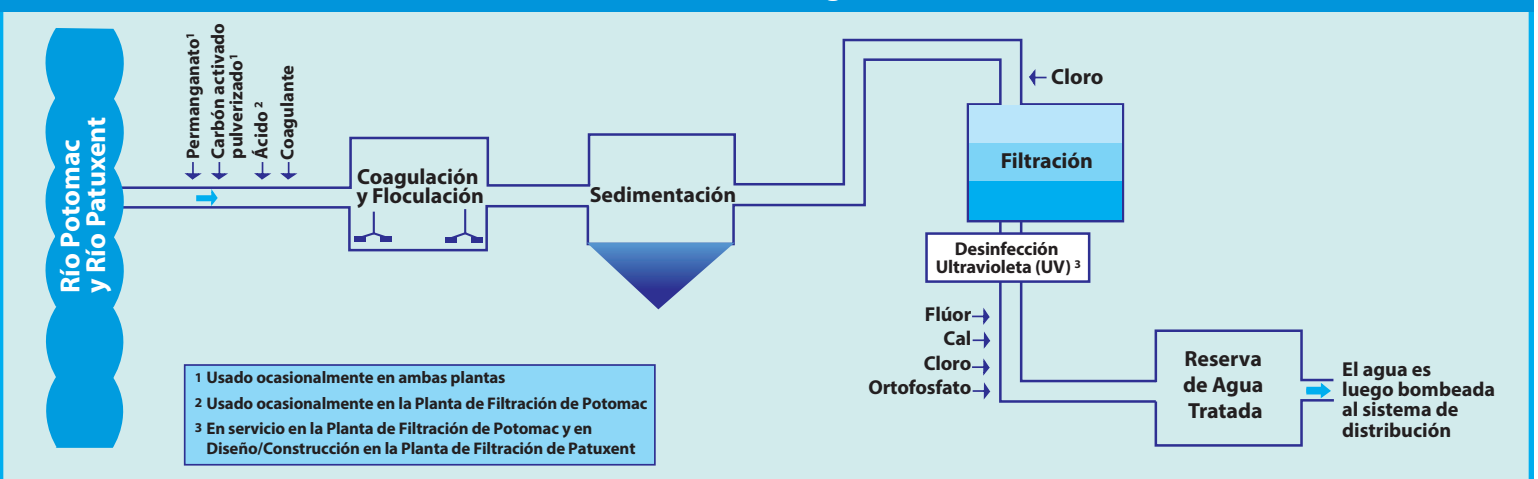 Río Potomac
y Río Patuxent
Permanganato¹
Carbón activado
pulverizado¹
Ácido ²
Coagulante
Coagulación
y Floculación
Sedimentación
Cloro
Filtración
Desinfección
Ultravioleta (UV) ³
Flúor
Cal
Cloro
Ortofosfato
Reserva
de Agua
Tratada
El agua es
luego bombeada
al sistema de
distribución
¹ Usado ocasionalmente en ambas plantas
² Usado ocasionalmente en la Planta de Filtración de Potomac
³ En servicio en la Planta de Filtración de Potomac y en
Diseño/Construcción en la Planta de Filtración de Patuxent